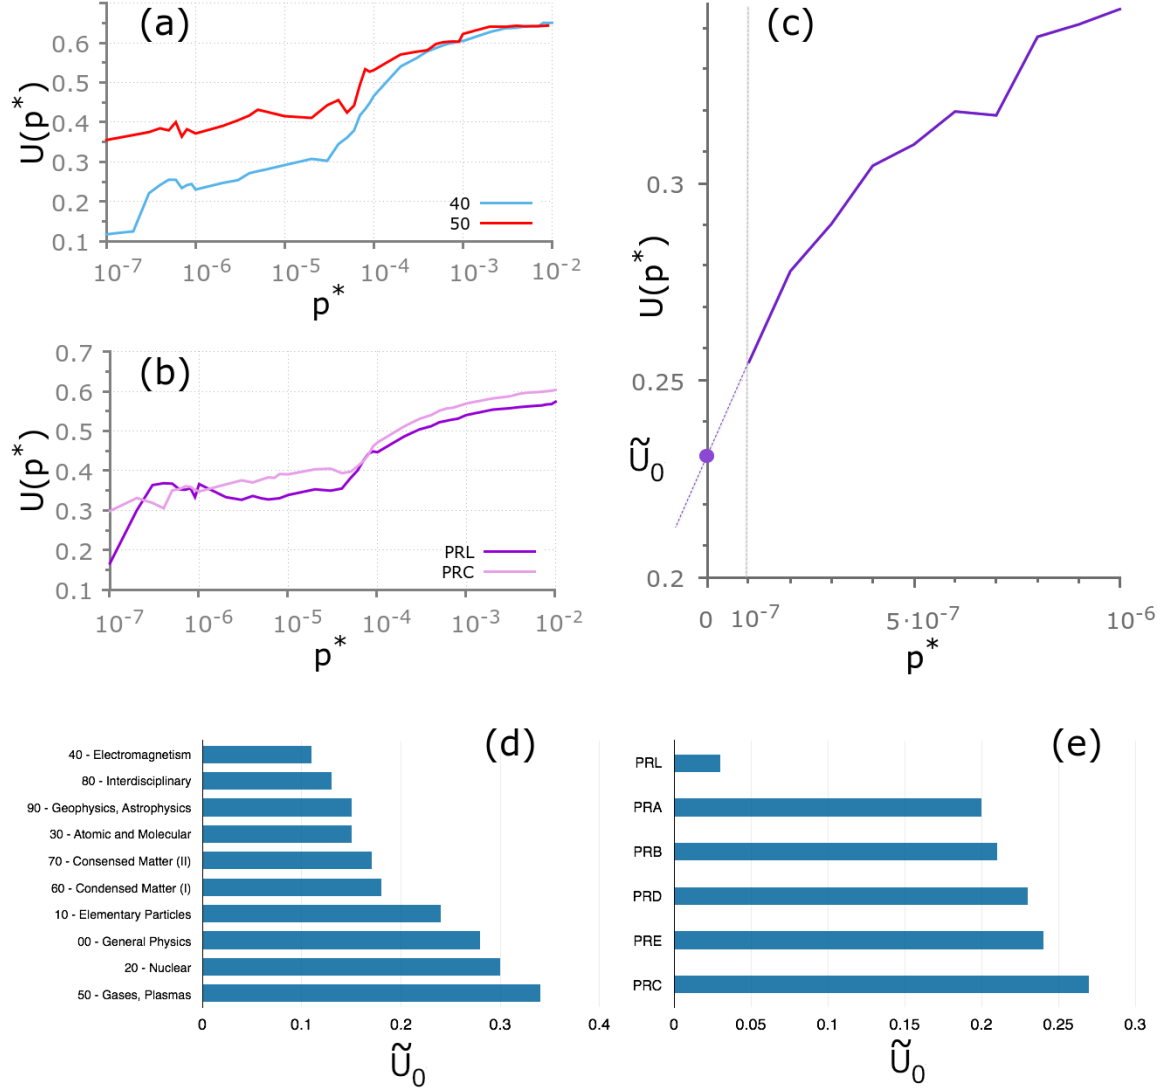 (a)
U(p*)
0.6
0.5
0.4
0.3
0.2
0.1
40
50
10⁻⁷ 10⁻⁶ 10⁻⁵ 10⁻⁴ 10⁻³ 10⁻²
p*
(b)
U(p*)
0.7
0.6
0.5
0.4
0.3
0.2
0.1
PRL
PRC
10⁻⁷ 10⁻⁶ 10⁻⁵ 10⁻⁴ 10⁻³ 10⁻²
p*
(c)
U(p*)
0.3
0.25
Ũ₀
0.2
0 10⁻⁷ 5·10⁻⁷ 10⁻⁶
p*
(d)
40 - Electromagnetism
80 - Interdisciplinary
90 - Geophysics, Astrophysics
30 - Atomic and Molecular
70 - Consensed Matter (II)
60 - Condensed Matter (I)
10 - Elementary Particles
00 - General Physics
20 - Nuclear
50 - Gases, Plasmas
0 0.1 0.2 0.3 0.4
Ũ₀
(e)
PRL
PRA
PRB
PRD
PRE
PRC
0 0.05 0.1 0.15 0.2 0.25 0.3
Ũ₀